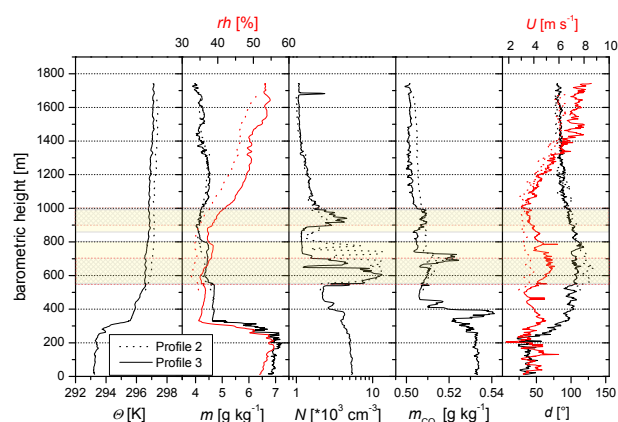 rh [%]
U [m s⁻¹]
30 40 50 60
2 4 6 8 10
1800
1600
1400
1200
1000
800
600
400
200
0
barometric height [m]
Profile 2
Profile 3
292 294 296 298
4 5 6 7
1 10
0.50 0.52 0.54
0 50 100 150
Θ [K]
m [g kg⁻¹]
N [*10³ cm⁻³]
m_CO [g kg⁻¹]
d [°]